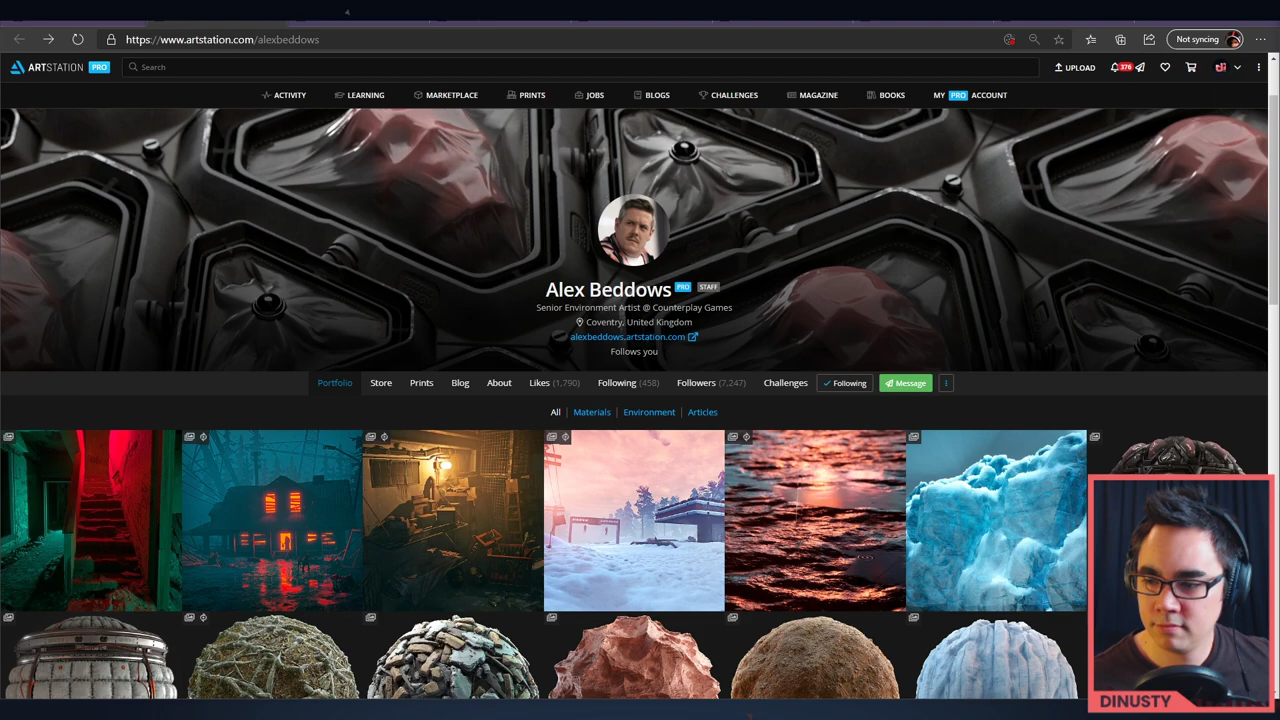 https://www.artstation.com/alexbeddows
Not syncing
ARTSTATION PRO
Search
UPLOAD
376
ACTIVITY
LEARNING
MARKETPLACE
PRINTS
JOBS
BLOGS
CHALLENGES
MAGAZINE
BOOKS
MY PRO ACCOUNT
Alex Beddows PRO STAFF
Senior Environment Artist @ Counterplay Games
Coventry, United Kingdom
alexbeddows.artstation.com
Follows you
Portfolio
Store
Prints
Blog
About
Likes (1,790)
Following (458)
Followers (7,247)
Challenges
Following
Message
All | Materials | Environment | Articles
DINUSTY